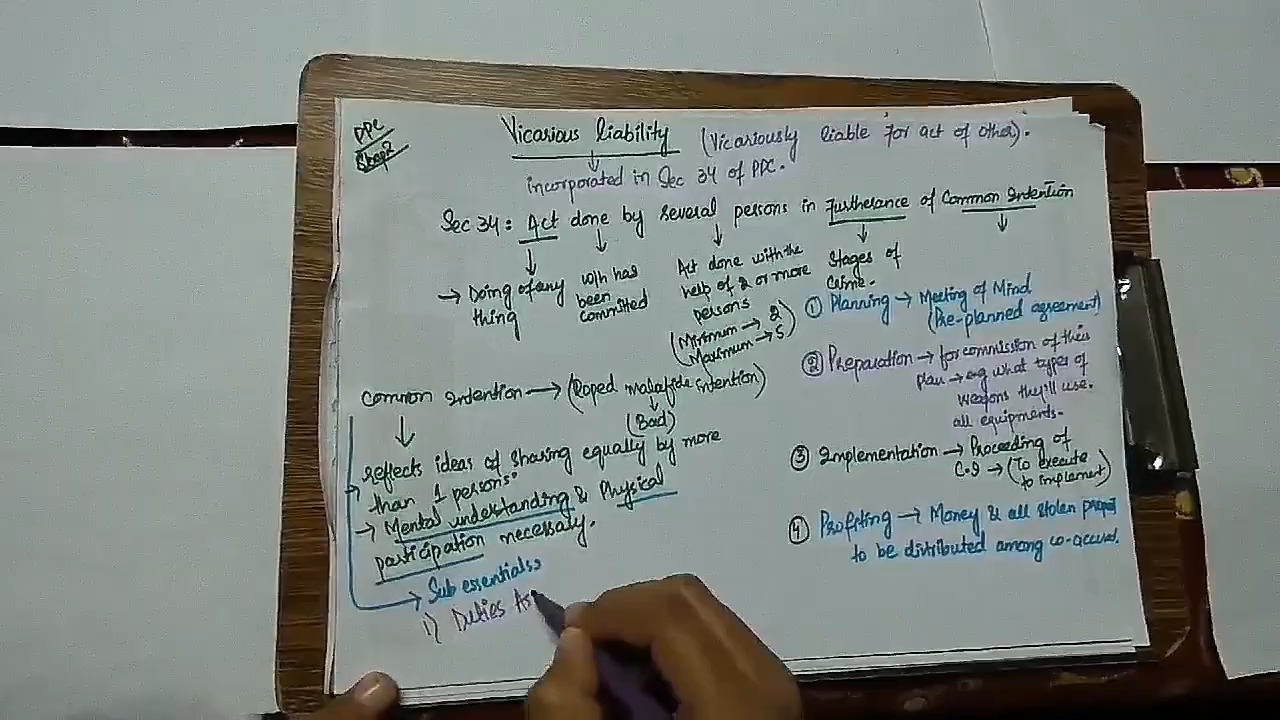 PPC
Vicarious liability (Vicariously liable for act of other).
incorporated in Sec 34 of PPC.
Sec 34: Act done by several persons in furtherance of Common Intention
→ Doing of any thing
w/h has been committed
Act done with the help of 2 or more persons
(Minimum → 2
Maximum → 5)
Stages of Crime.
① Planning → Meeting of Mind
(Pre-planned agreement)
② Preparation → for commission of their
plan → e.g what types of
weapons they'll use.
all equipments.
③ Implementation → Proceeding of
C.I → (To execute
to implement)
④ Profiting → Money & all stolen
to be distributed among co-accused.
Common Intention → (Roped malafide intention)
(Bad)
reflects ideas of sharing equally by more
than 1 persons.
→ Mental understanding & Physical
participation necessary.
→ Sub essentials
1) Duties As